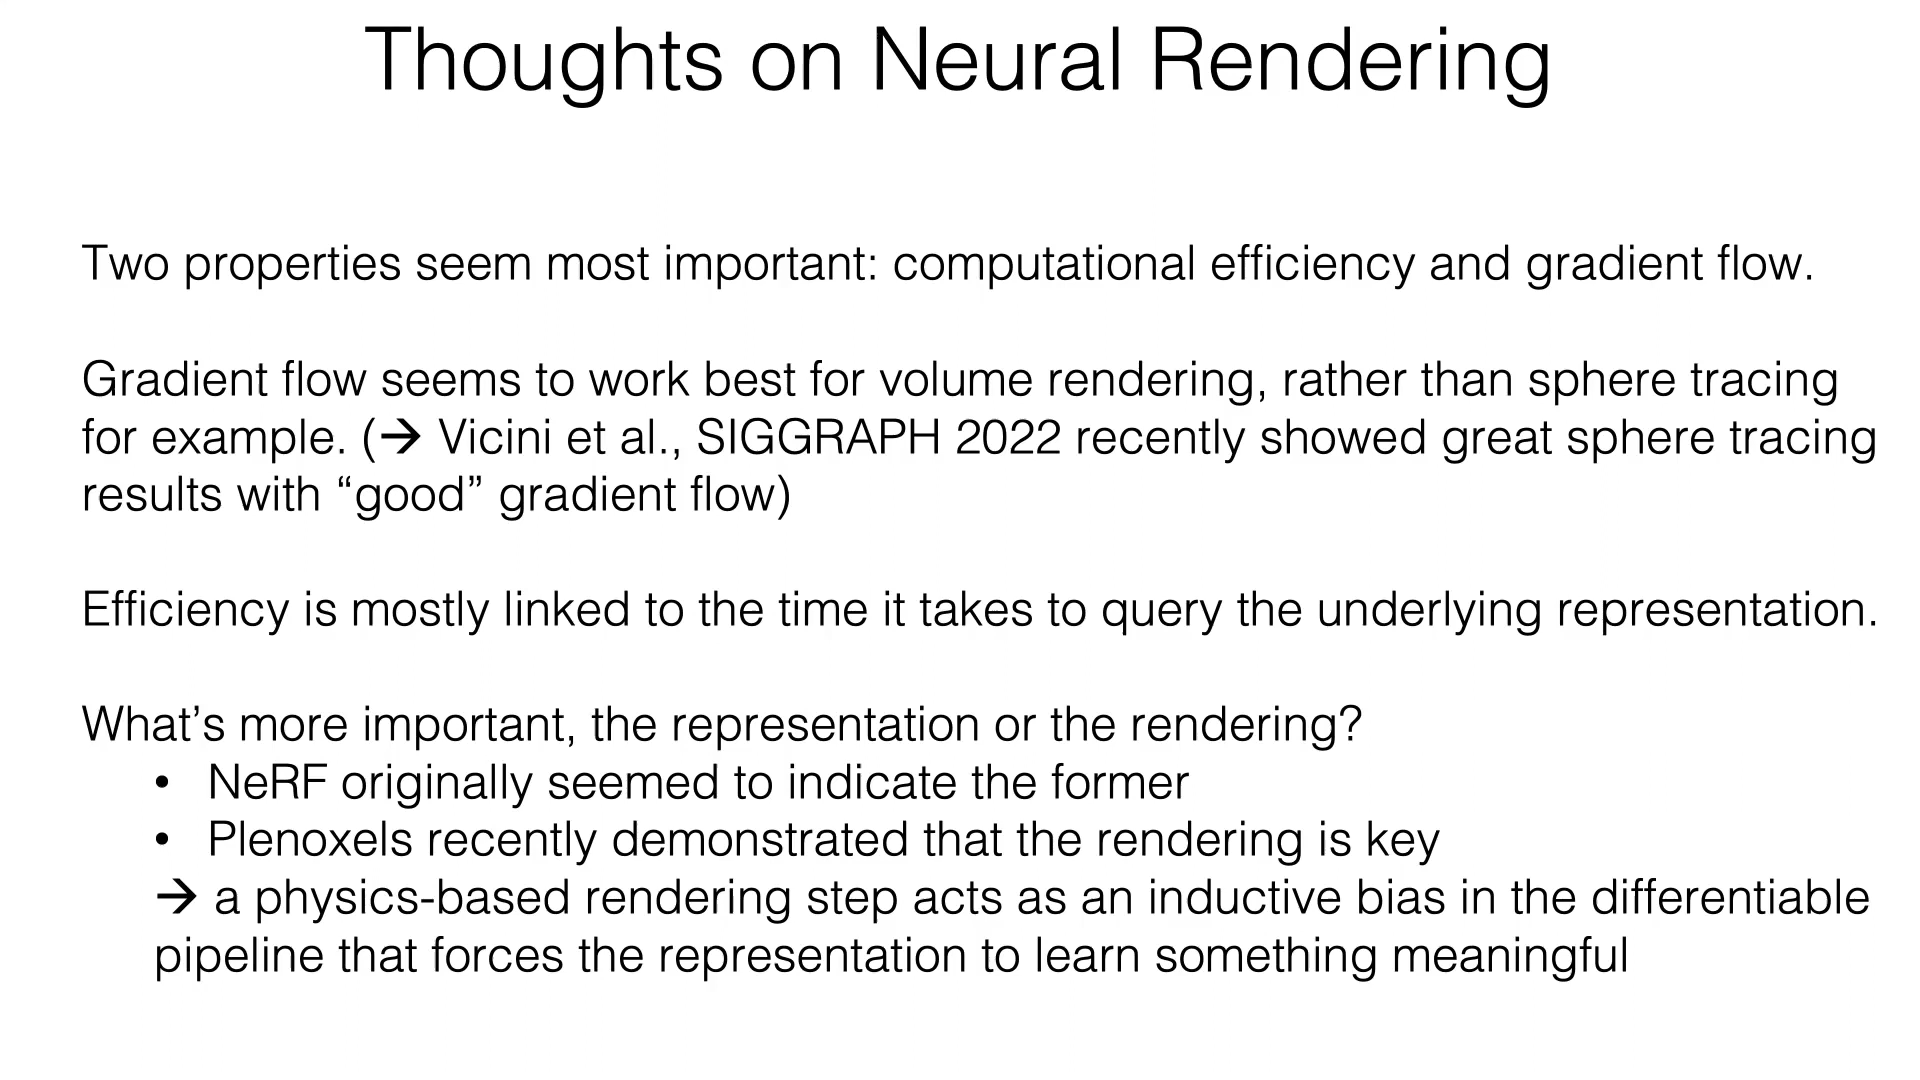 Thoughts on Neural Rendering
Two properties seem most important: computational efficiency and gradient flow.
Gradient flow seems to work best for volume rendering, rather than sphere tracing
for example. (→ Vicini et al., SIGGRAPH 2022 recently showed great sphere tracing
results with “good” gradient flow)
Efficiency is mostly linked to the time it takes to query the underlying representation.
What’s more important, the representation or the rendering?
• NeRF originally seemed to indicate the former
• Plenoxels recently demonstrated that the rendering is key
→ a physics-based rendering step acts as an inductive bias in the differentiable
pipeline that forces the representation to learn something meaningful